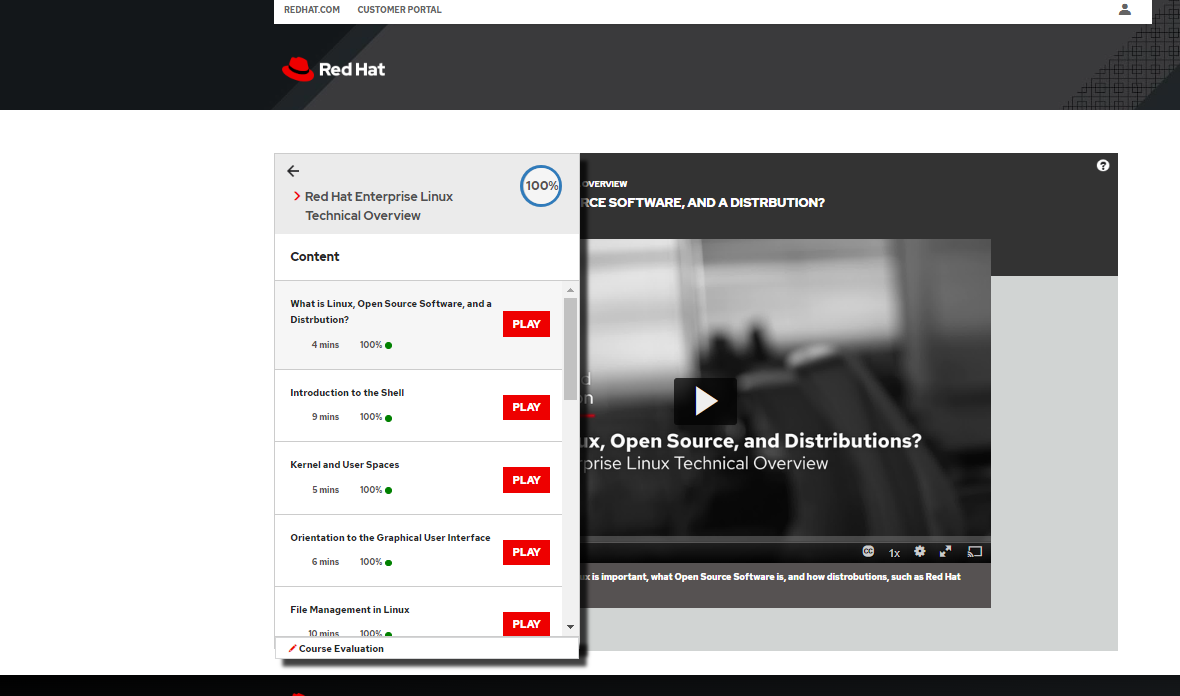 REDHAT.COM CUSTOMER PORTAL
Red Hat
100%
Red Hat Enterprise Linux
Technical Overview
Content
What is Linux, Open Source Software, and a
Distrbution?
PLAY
4 mins 100%
Introduction to the Shell
PLAY
9 mins 100%
Kernel and User Spaces
PLAY
5 mins 100%
Orientation to the Graphical User Interface
PLAY
6 mins 100%
File Management in Linux
PLAY
10 mins 100%
Course Evaluation
OVERVIEW
RCE SOFTWARE, AND A DISTRBUTION?
d
on
ux, Open Source, and Distributions?
rprise Linux Technical Overview
CC 1x
ux is important, what Open Source Software is, and how distrobutions, such as Red Hat